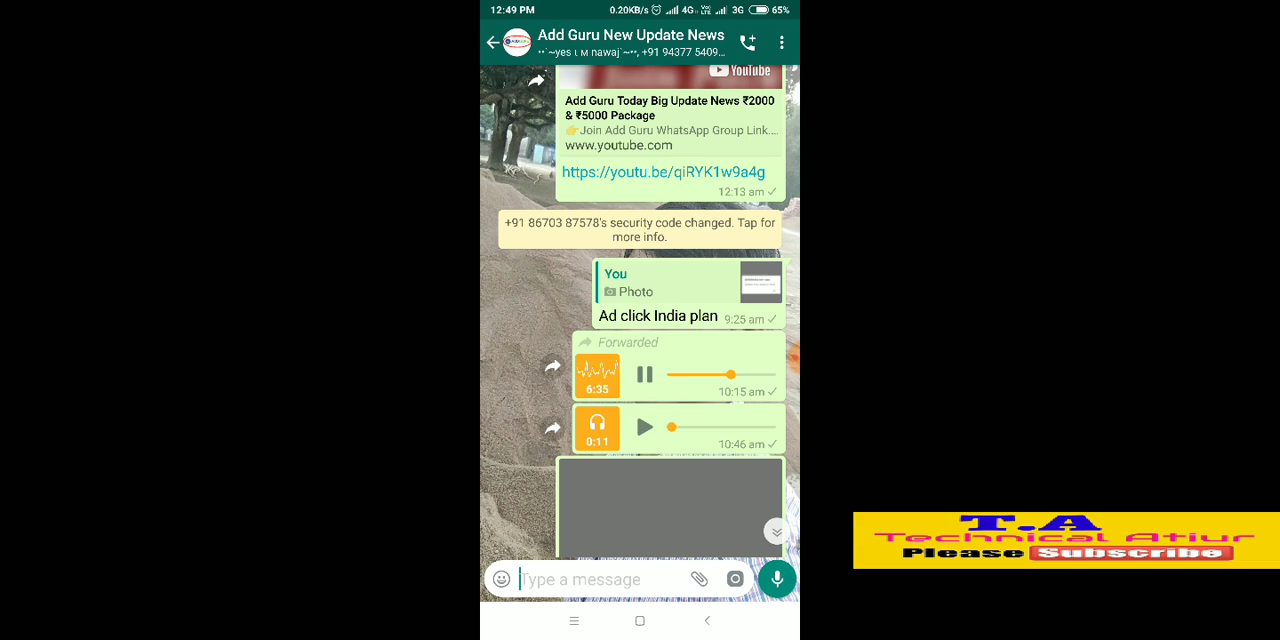 12:49 PM 0.20KB/s 4G VoLTE 3G 65%
Add Guru New Update News
••´~yes ι м nawaj´~••, +91 94377 5409...
YouTube
Add Guru Today Big Update News ₹2000
& ₹5000 Package
👉Join Add Guru WhatsApp Group Link....
www.youtube.com
https://youtu.be/qiRYK1w9a4g
12:13 am
+91 86703 87578's security code changed. Tap for
more info.
You
Photo
Ad click India plan 9:25 am
Forwarded
6:35
10:15 am
0:11
10:46 am
Type a message
T.A
Technical Atiur
Please Subscribe